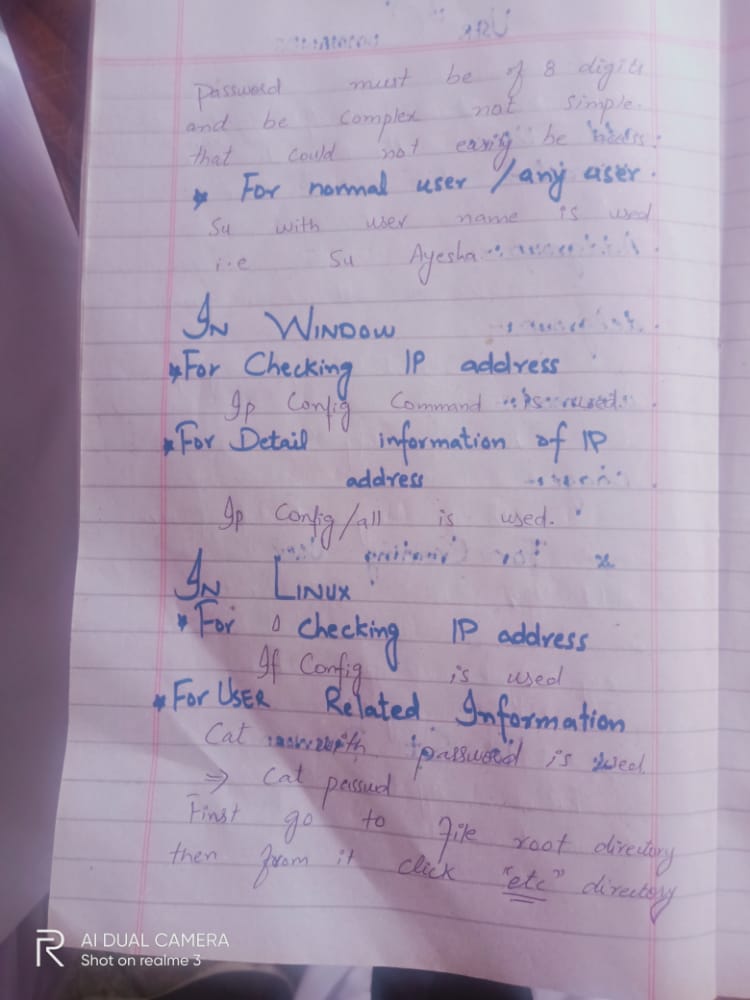 password must be of 8 digits
and be complex not simple.
that could not easily be
* For normal user / any user.
Su with user name is used
i.e Su Ayesha
In Window
* For Checking IP address
Ip Config Command is used.
* For Detail information of IP
address
Ip Config/all is used.
In Linux
* For checking IP address
If Config is used
* For User Related Information
Cat with password is used.
⇒ Cat passwd
First go to file root directory
then from it click "etc" directory
R AI DUAL CAMERA
Shot on realme 3